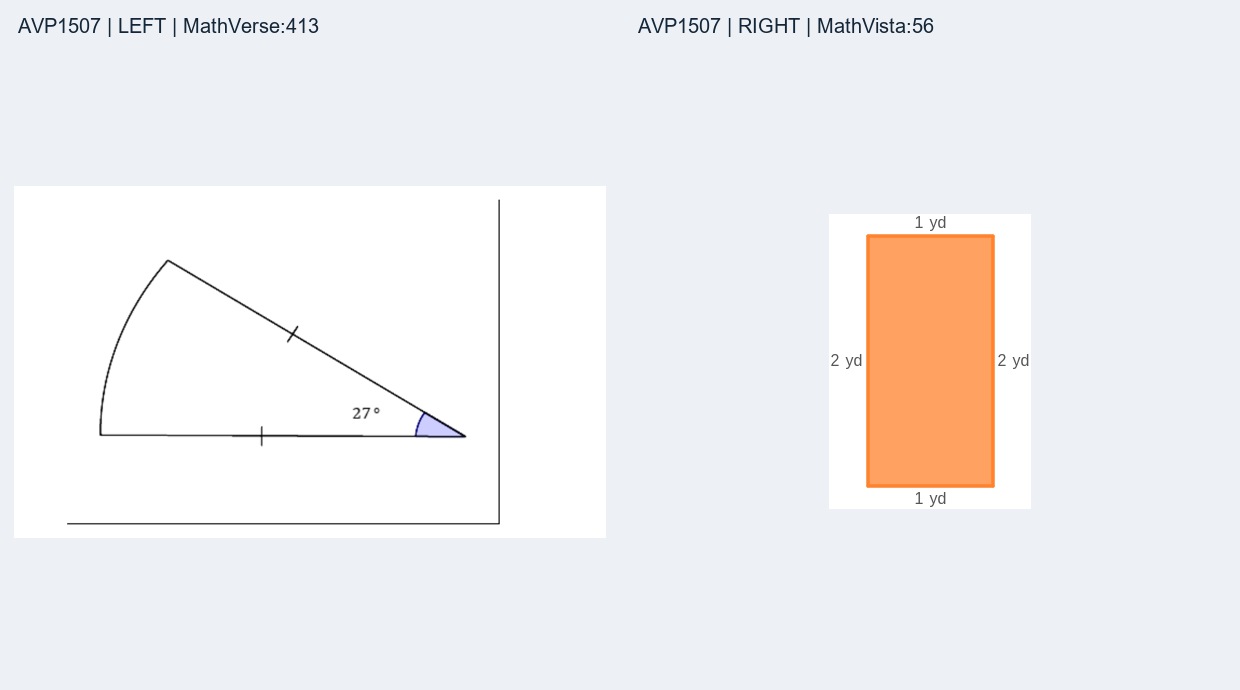 AVP1507 | LEFT | MathVerse:413
AVP1507 | RIGHT | MathVista:56
27°
1 yd
2 yd
2 yd
1 yd